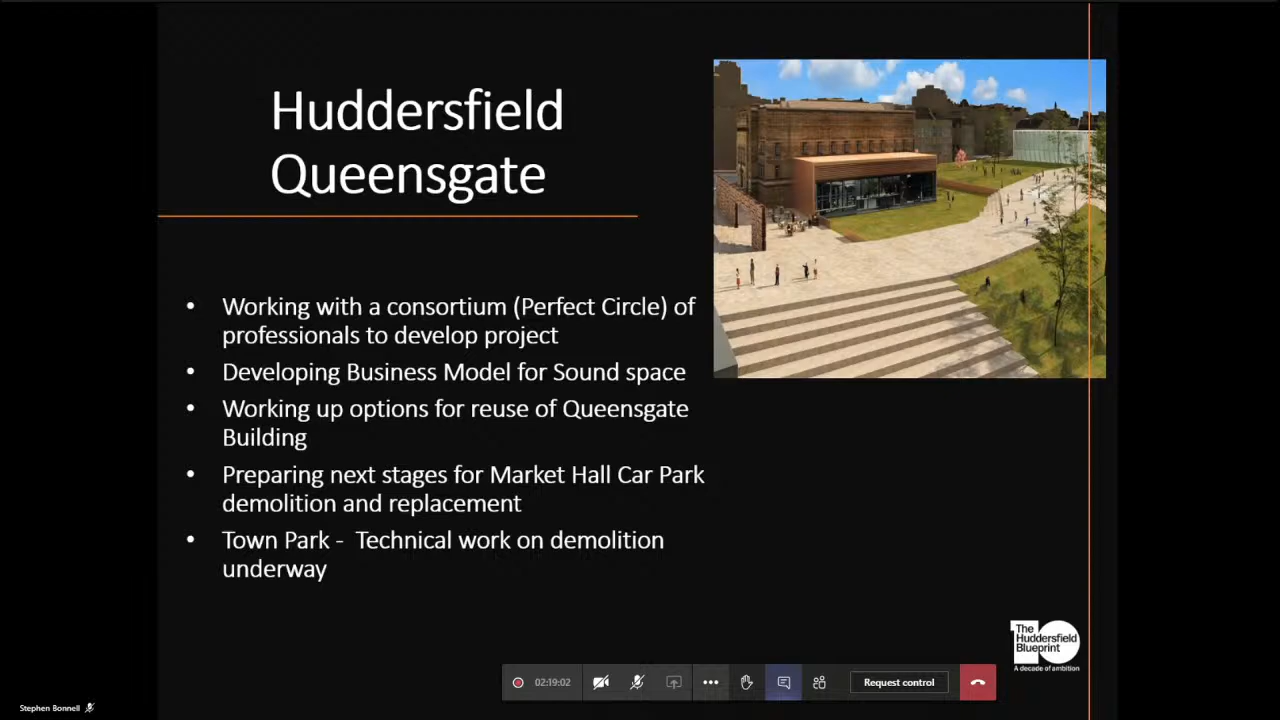 Huddersfield
Queensgate
• Working with a consortium (Perfect Circle) of
professionals to develop project
• Developing Business Model for Sound space
• Working up options for reuse of Queensgate
Building
• Preparing next stages for Market Hall Car Park
demolition and replacement
• Town Park - Technical work on demolition
underway
The
Huddersfield
Blueprint
10
A decade of ambition
02:19:02
Request control
Stephen Bonnell